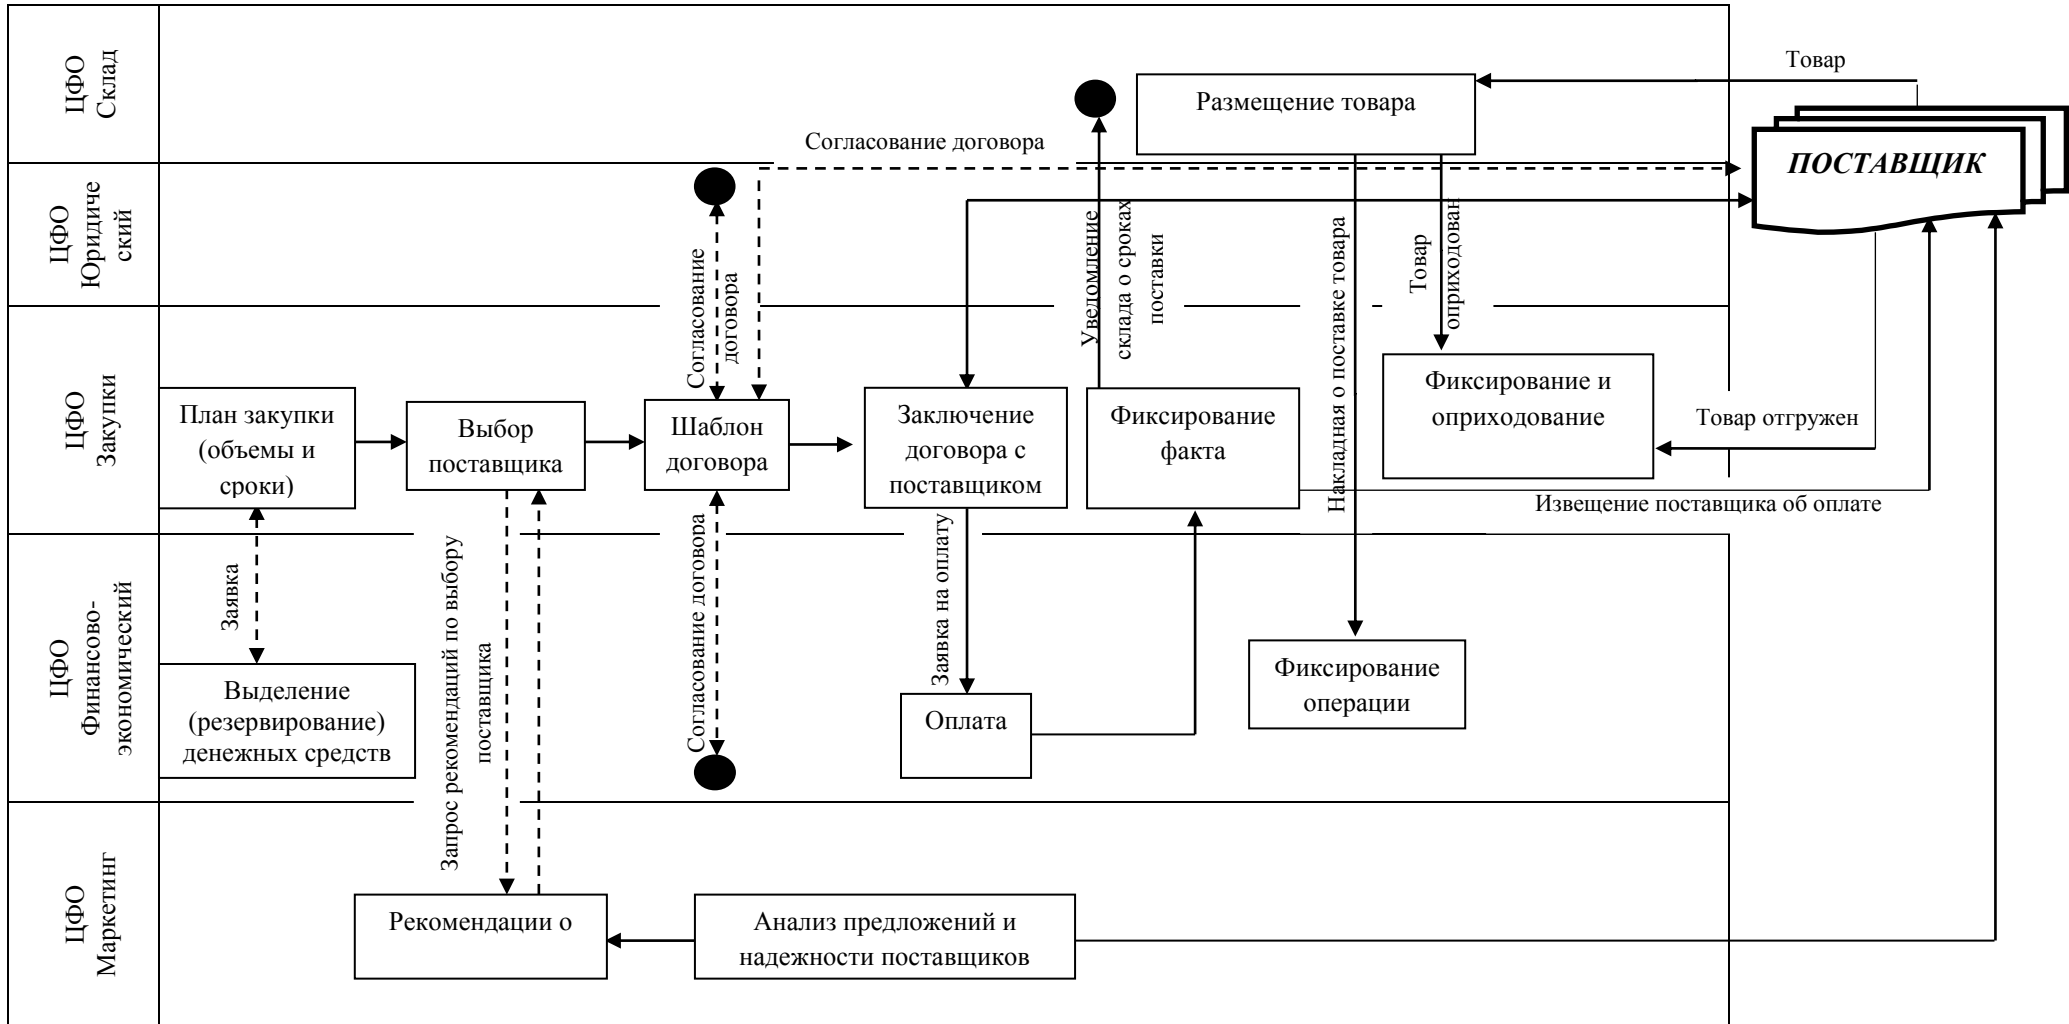 ЦФО
Склад
Товар
Размещение товара
Согласование договора
ПОСТАВЩИК
ЦФО
Юридиче
ский
Согласование
договора
Уведомление
склада о сроках
поставки
Накладная о поставке товара
Товар
оприходован
ЦФО
Закупки
План закупки
(объемы и
сроки)
Выбор
поставщика
Шаблон
договора
Заключение
договора с
поставщиком
Фиксирование
факта
Фиксирование и
оприходование
Товар отгружен
Извещение поставщика об оплате
ЦФО
Финансово-
экономический
Заявка
Запрос рекомендаций по выбору
поставщика
Согласование договора
Заявка на оплату
Выделение
(резервирование)
денежных средств
Оплата
Фиксирование
операции
ЦФО
Маркетинг
Рекомендации о
Анализ предложений и
надежности поставщиков